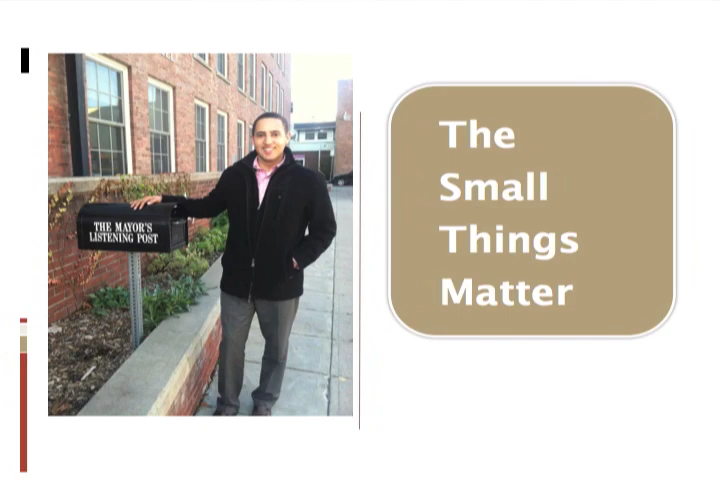 THE MAYOR'S
LISTENING POST
The
Small
Things
Matter